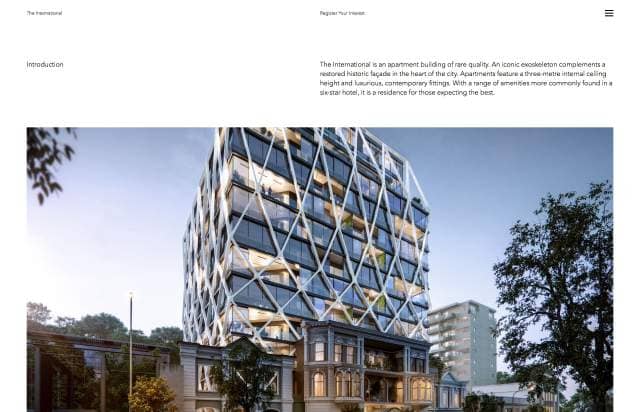 The International
Register Your Interest
Introduction
The International is an apartment building of rare quality. An iconic exoskeleton complements a
restored historic façade in the heart of the city. Apartments feature a three-metre internal ceiling
height and luxurious, contemporary fittings. With a range of amenities more commonly found in a
six-star hotel, it is a residence for those expecting the best.